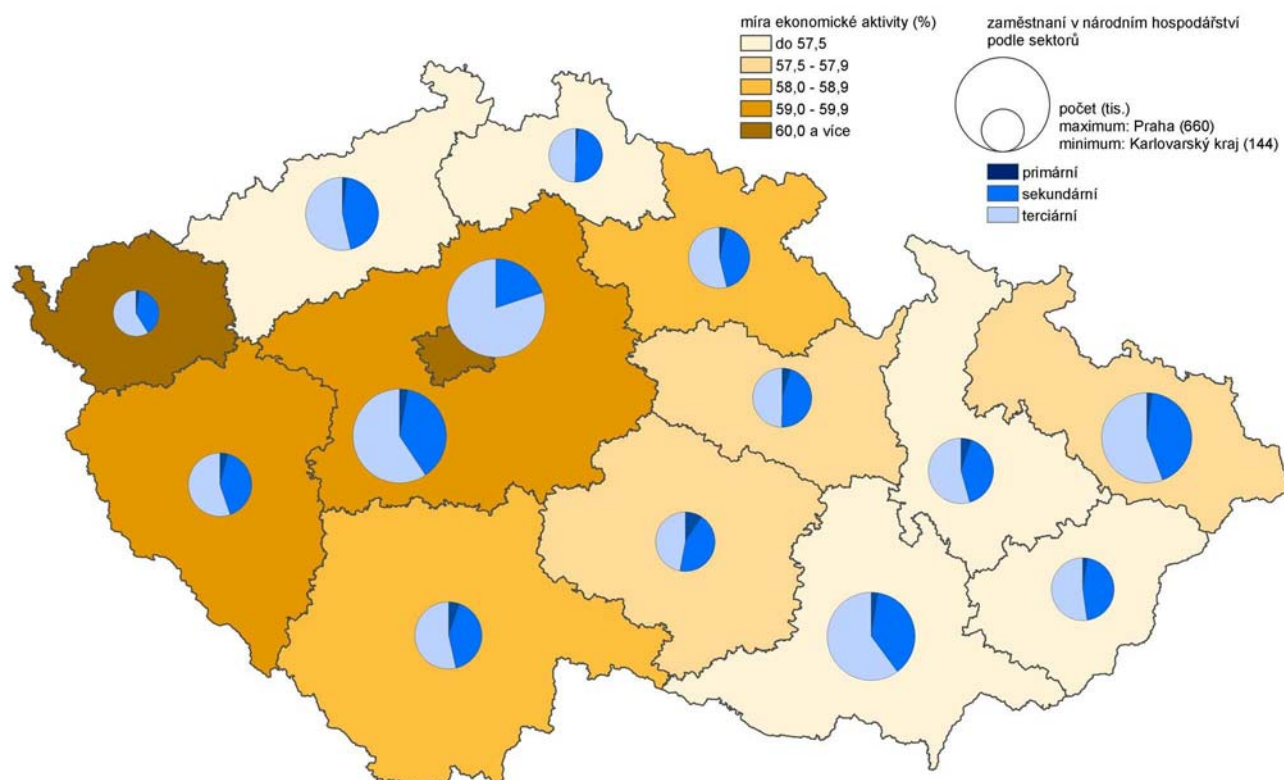 míra ekonomické aktivity (%)
do 57,5
57,5 - 57,9
58,0 - 58,9
59,0 - 59,9
60,0 a více
zaměstnaní v národním hospodářství
podle sektorů
počet (tis.)
maximum: Praha (660)
minimum: Karlovarský kraj (144)
primární
sekundární
terciární